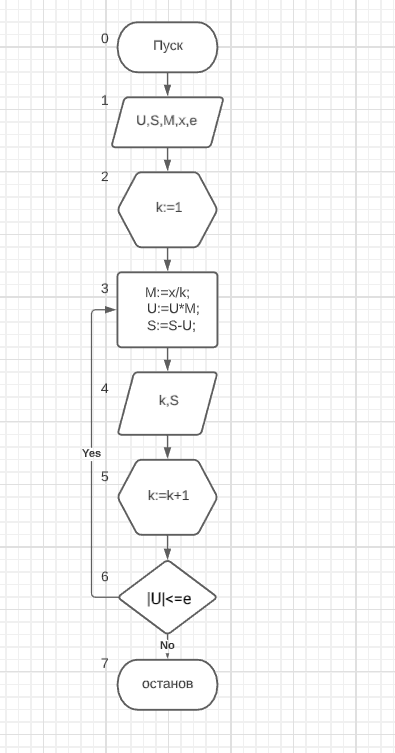 0
Пуск
1
U,S,M,x,e
2
k:=1
3
M:=x/k;
U:=U*M;
S:=S-U;
4
k,S
Yes
5
k:=k+1
6
|U|<=e
No
7
останов